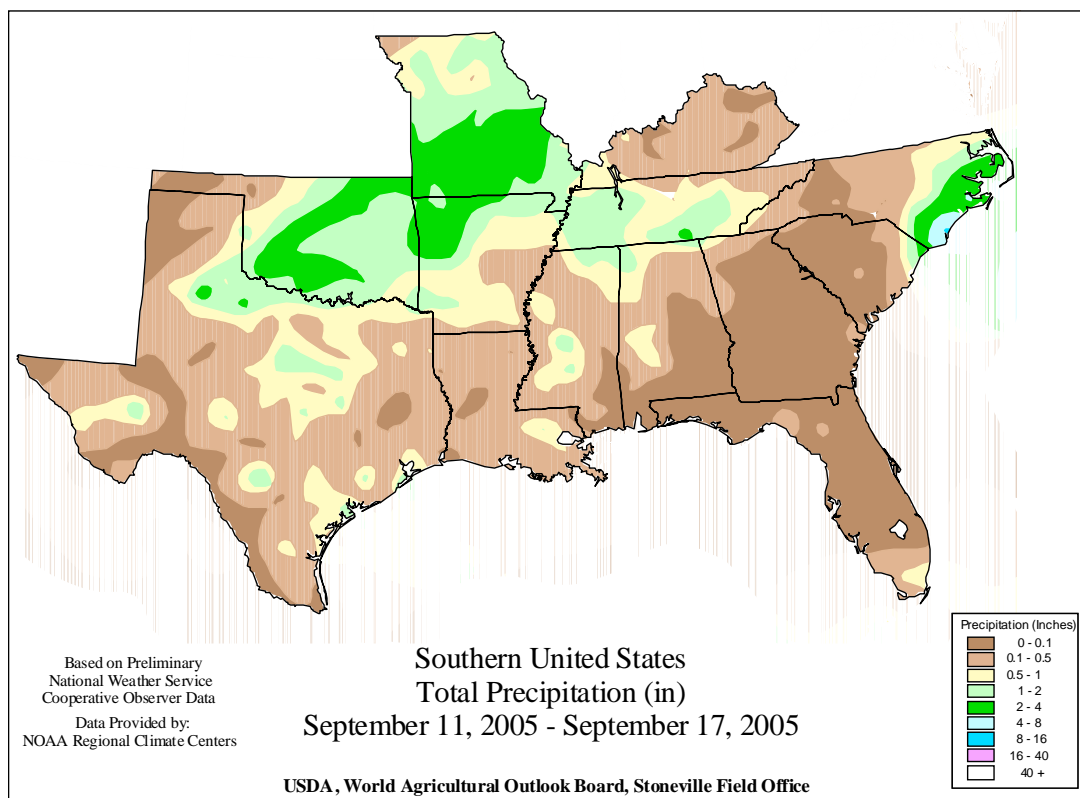 Based on Preliminary
National Weather Service
Cooperative Observer Data
Data Provided by:
NOAA Regional Climate Centers
Southern United States
Total Precipitation (in)
September 11, 2005 - September 17, 2005
USDA, World Agricultural Outlook Board, Stoneville Field Office
Precipitation (Inches)
0 - 0.1
0.1 - 0.5
0.5 - 1
1 - 2
2 - 4
4 - 8
8 - 16
16 - 40
40 +